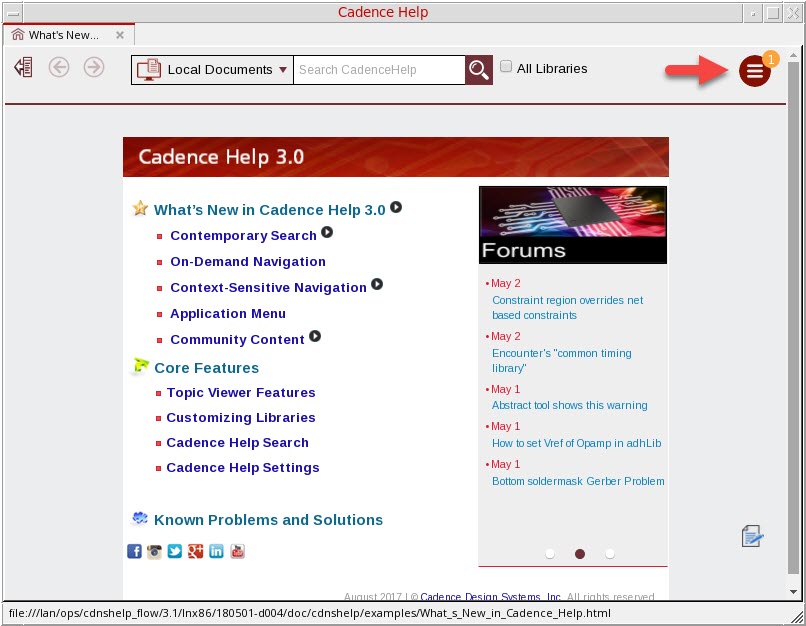 Cadence Help
What's New...
Local Documents
Search CadenceHelp
All Libraries
1
Cadence Help 3.0
What's New in Cadence Help 3.0
Contemporary Search
On-Demand Navigation
Context-Sensitive Navigation
Application Menu
Community Content
Core Features
Topic Viewer Features
Customizing Libraries
Cadence Help Search
Cadence Help Settings
Known Problems and Solutions
Forums
May 2
Constraint region overrides net
based constraints
May 2
Encounter's "common timing
library"
May 1
Abstract tool shows this warning
May 1
How to set Vref of Opamp in adhLib
May 1
Bottom soldermask Gerber Problem
August 2017 | © Cadence Design Systems, Inc. All rights reserved.
file:///lan/ops/cdnshelp_flow/3.1/lnx86/180501-d004/doc/cdnshelp/examples/What_s_New_in_Cadence_Help.html